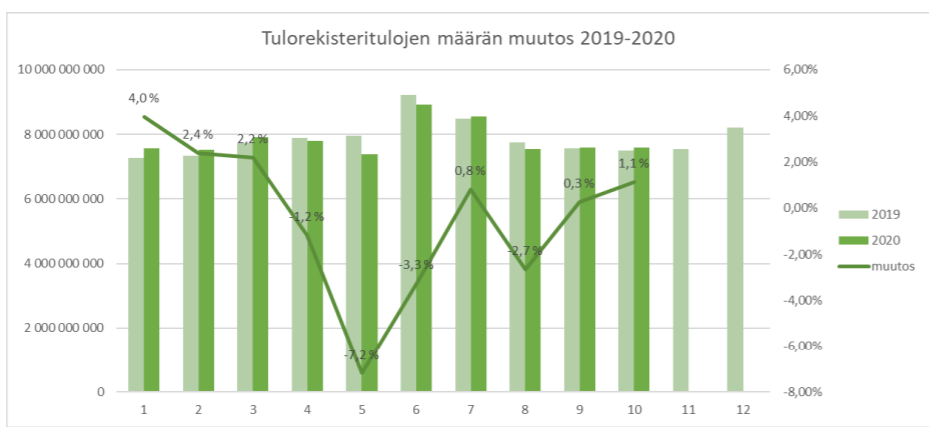 Tulorekisteritulojen määrän muutos 2019-2020
10 000 000 000
8 000 000 000
6 000 000 000
4 000 000 000
2 000 000 000
0
6,00%
4,00%
2,00%
0,00%
-2,00%
-4,00%
-6,00%
-8,00%
4,0 %
2,4 %
2,2 %
-1,2 %
-7,2 %
-3,3 %
0,8 %
-2,7 %
0,3 %
1,1 %
1 2 3 4 5 6 7 8 9 10 11 12
2019
2020
muutos